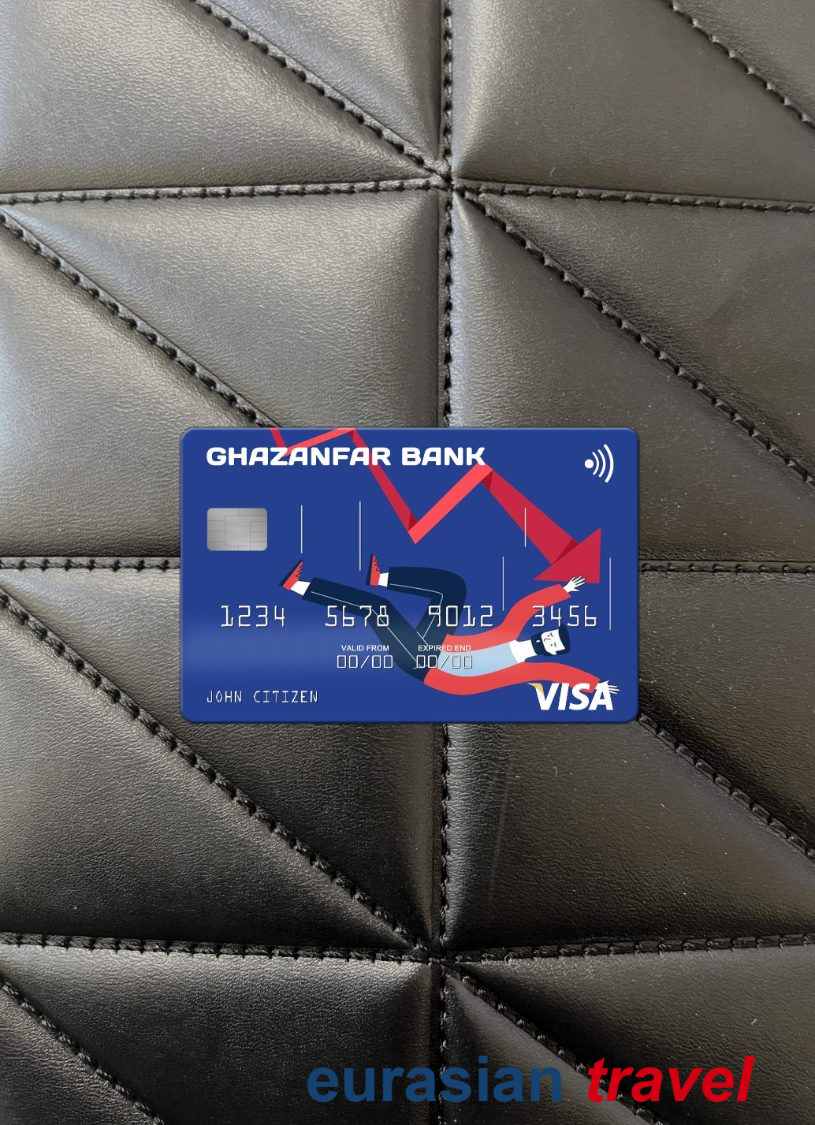 GHAZANFAR BANK
1234 5678 9012 3456
VALID FROM EXPIRED END
00/00 00/00
JOHN CITIZEN
VISA
eurasian travel